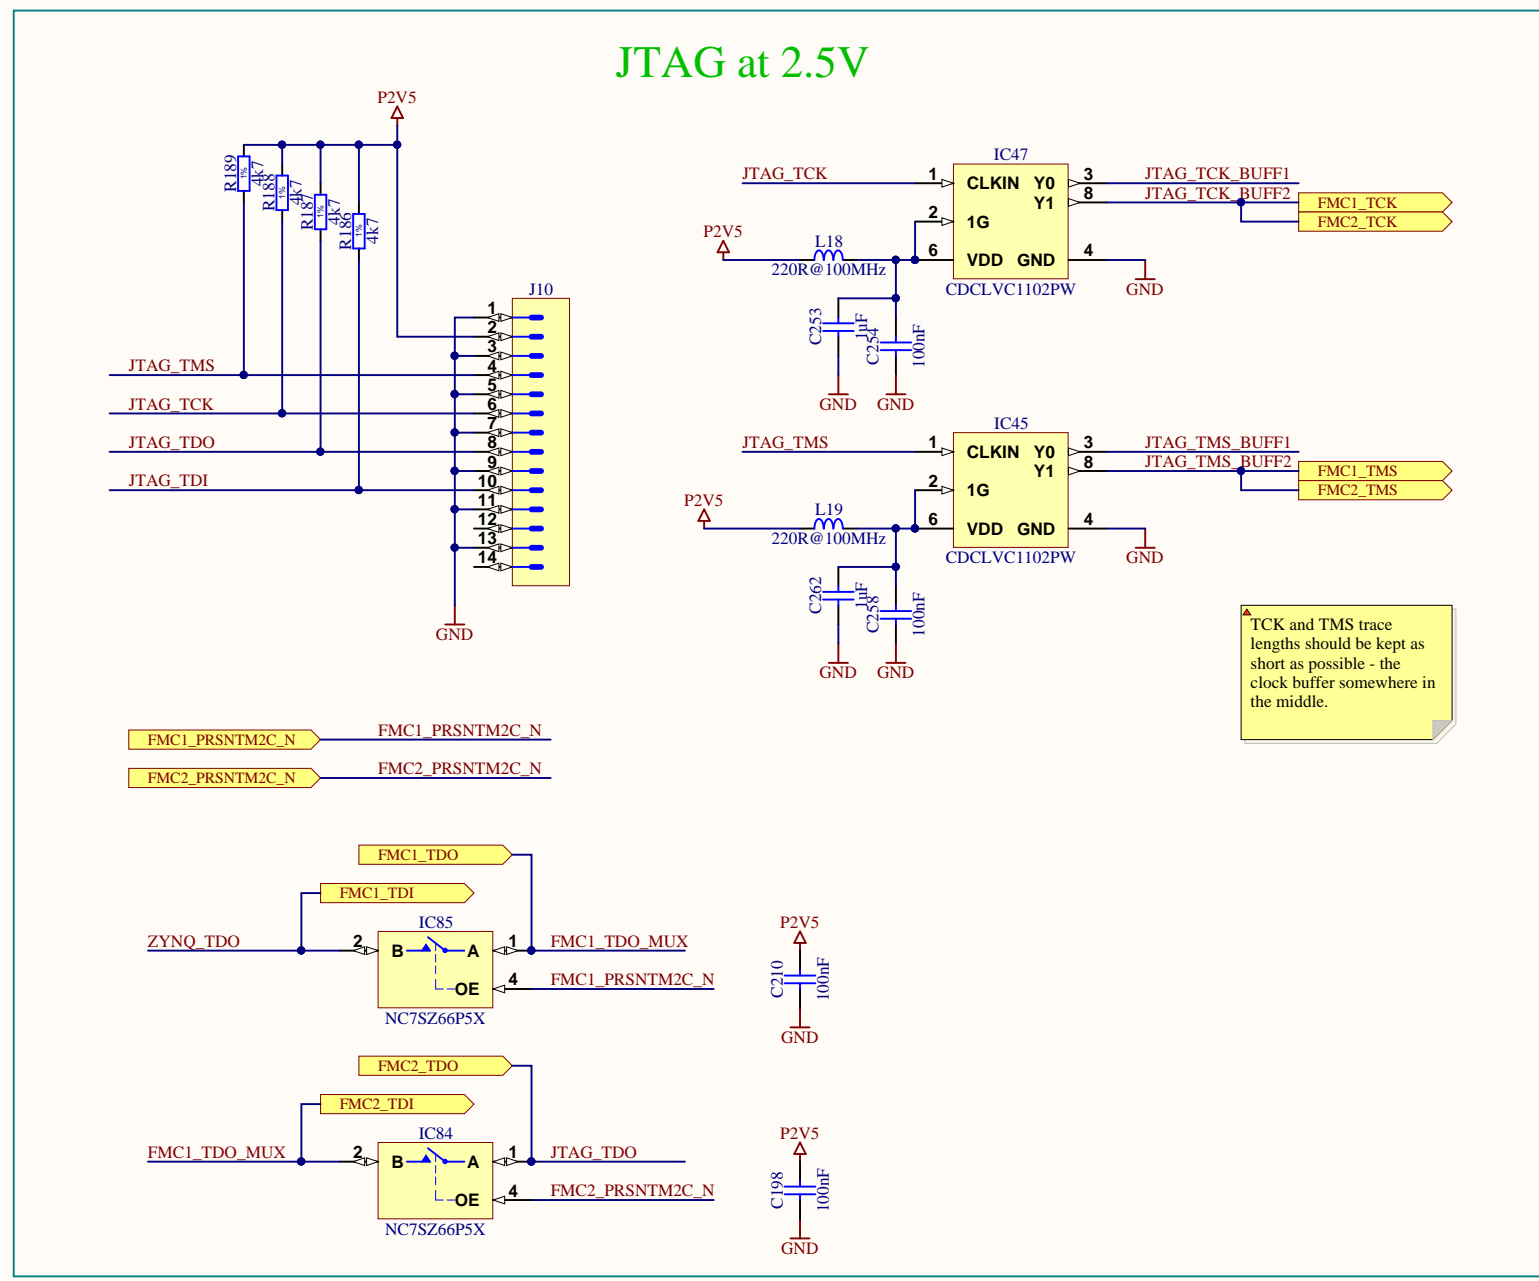 JTAG at 2.5V
P2V5
R189
1%
4k7
R188
1%
4k7
R187
1%
4k7
R186
1%
4k7
J10
1
2
3
4
5
6
7
8
9
10
11
12
13
14
JTAG_TMS
JTAG_TCK
JTAG_TDO
JTAG_TDI
GND
IC47
JTAG_TCK
1
CLKIN
Y0
3
JTAG_TCK_BUFF1
Y1
8
JTAG_TCK_BUFF2
FMC1_TCK
FMC2_TCK
2
1G
P2V5
L18
220R@100MHz
6
VDD
GND
4
CDCLVC1102PW
GND
C253
1uF
C254
100nF
GND
GND
IC45
JTAG_TMS
1
CLKIN
Y0
3
JTAG_TMS_BUFF1
Y1
8
JTAG_TMS_BUFF2
FMC1_TMS
FMC2_TMS
2
1G
P2V5
L19
220R@100MHz
6
VDD
GND
4
CDCLVC1102PW
GND
C262
1uF
C258
100nF
GND
GND
TCK and TMS trace
lengths should be kept as
short as possible - the
clock buffer somewhere in
the middle.
FMC1_PRSNTM2C_N
FMC1_PRSNTM2C_N
FMC2_PRSNTM2C_N
FMC2_PRSNTM2C_N
FMC1_TDO
FMC1_TDI
IC85
ZYNQ_TDO
2
B
A
1
FMC1_TDO_MUX
OE
4
FMC1_PRSNTM2C_N
NC7SZ66P5X
P2V5
C210
100nF
GND
FMC2_TDO
FMC2_TDI
IC84
FMC1_TDO_MUX
2
B
A
1
JTAG_TDO
OE
4
FMC2_PRSNTM2C_N
NC7SZ66P5X
P2V5
C198
100nF
GND